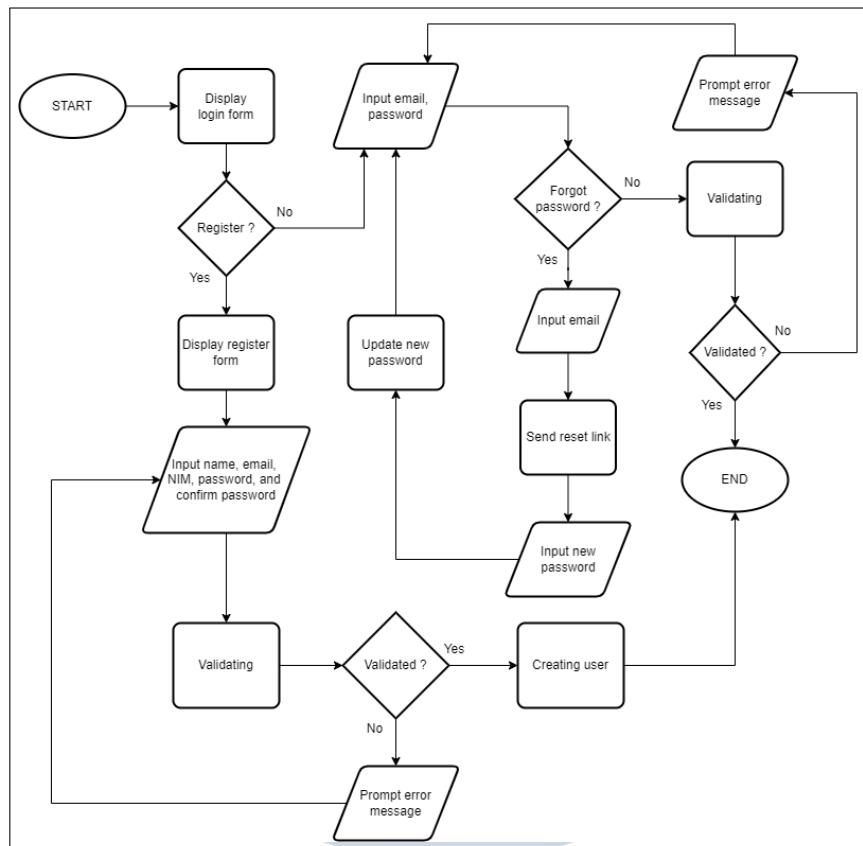 START
Display
login form
Register ?
No
Yes
Display register
form
Input name, email,
NIM, password, and
confirm password
Validating
Validated ?
Yes
No
Creating user
Prompt error
message
Input email,
password
Forgot
password ?
No
Yes
Input email
Send reset link
Input new
password
Update new
password
Validating
Validated ?
No
Yes
Prompt error
message
END